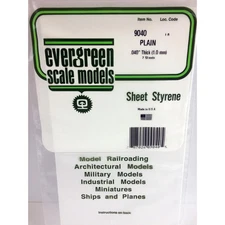 Item No. Loc. Code
9040
PLAIN
.040" Thick (1.0 mm)
evergreen
scale models
Sheet Styrene
Made in U.S.A.
Model Railroading
Architectural Models
Military Models
Industrial Models
Miniatures
Ships and Planes